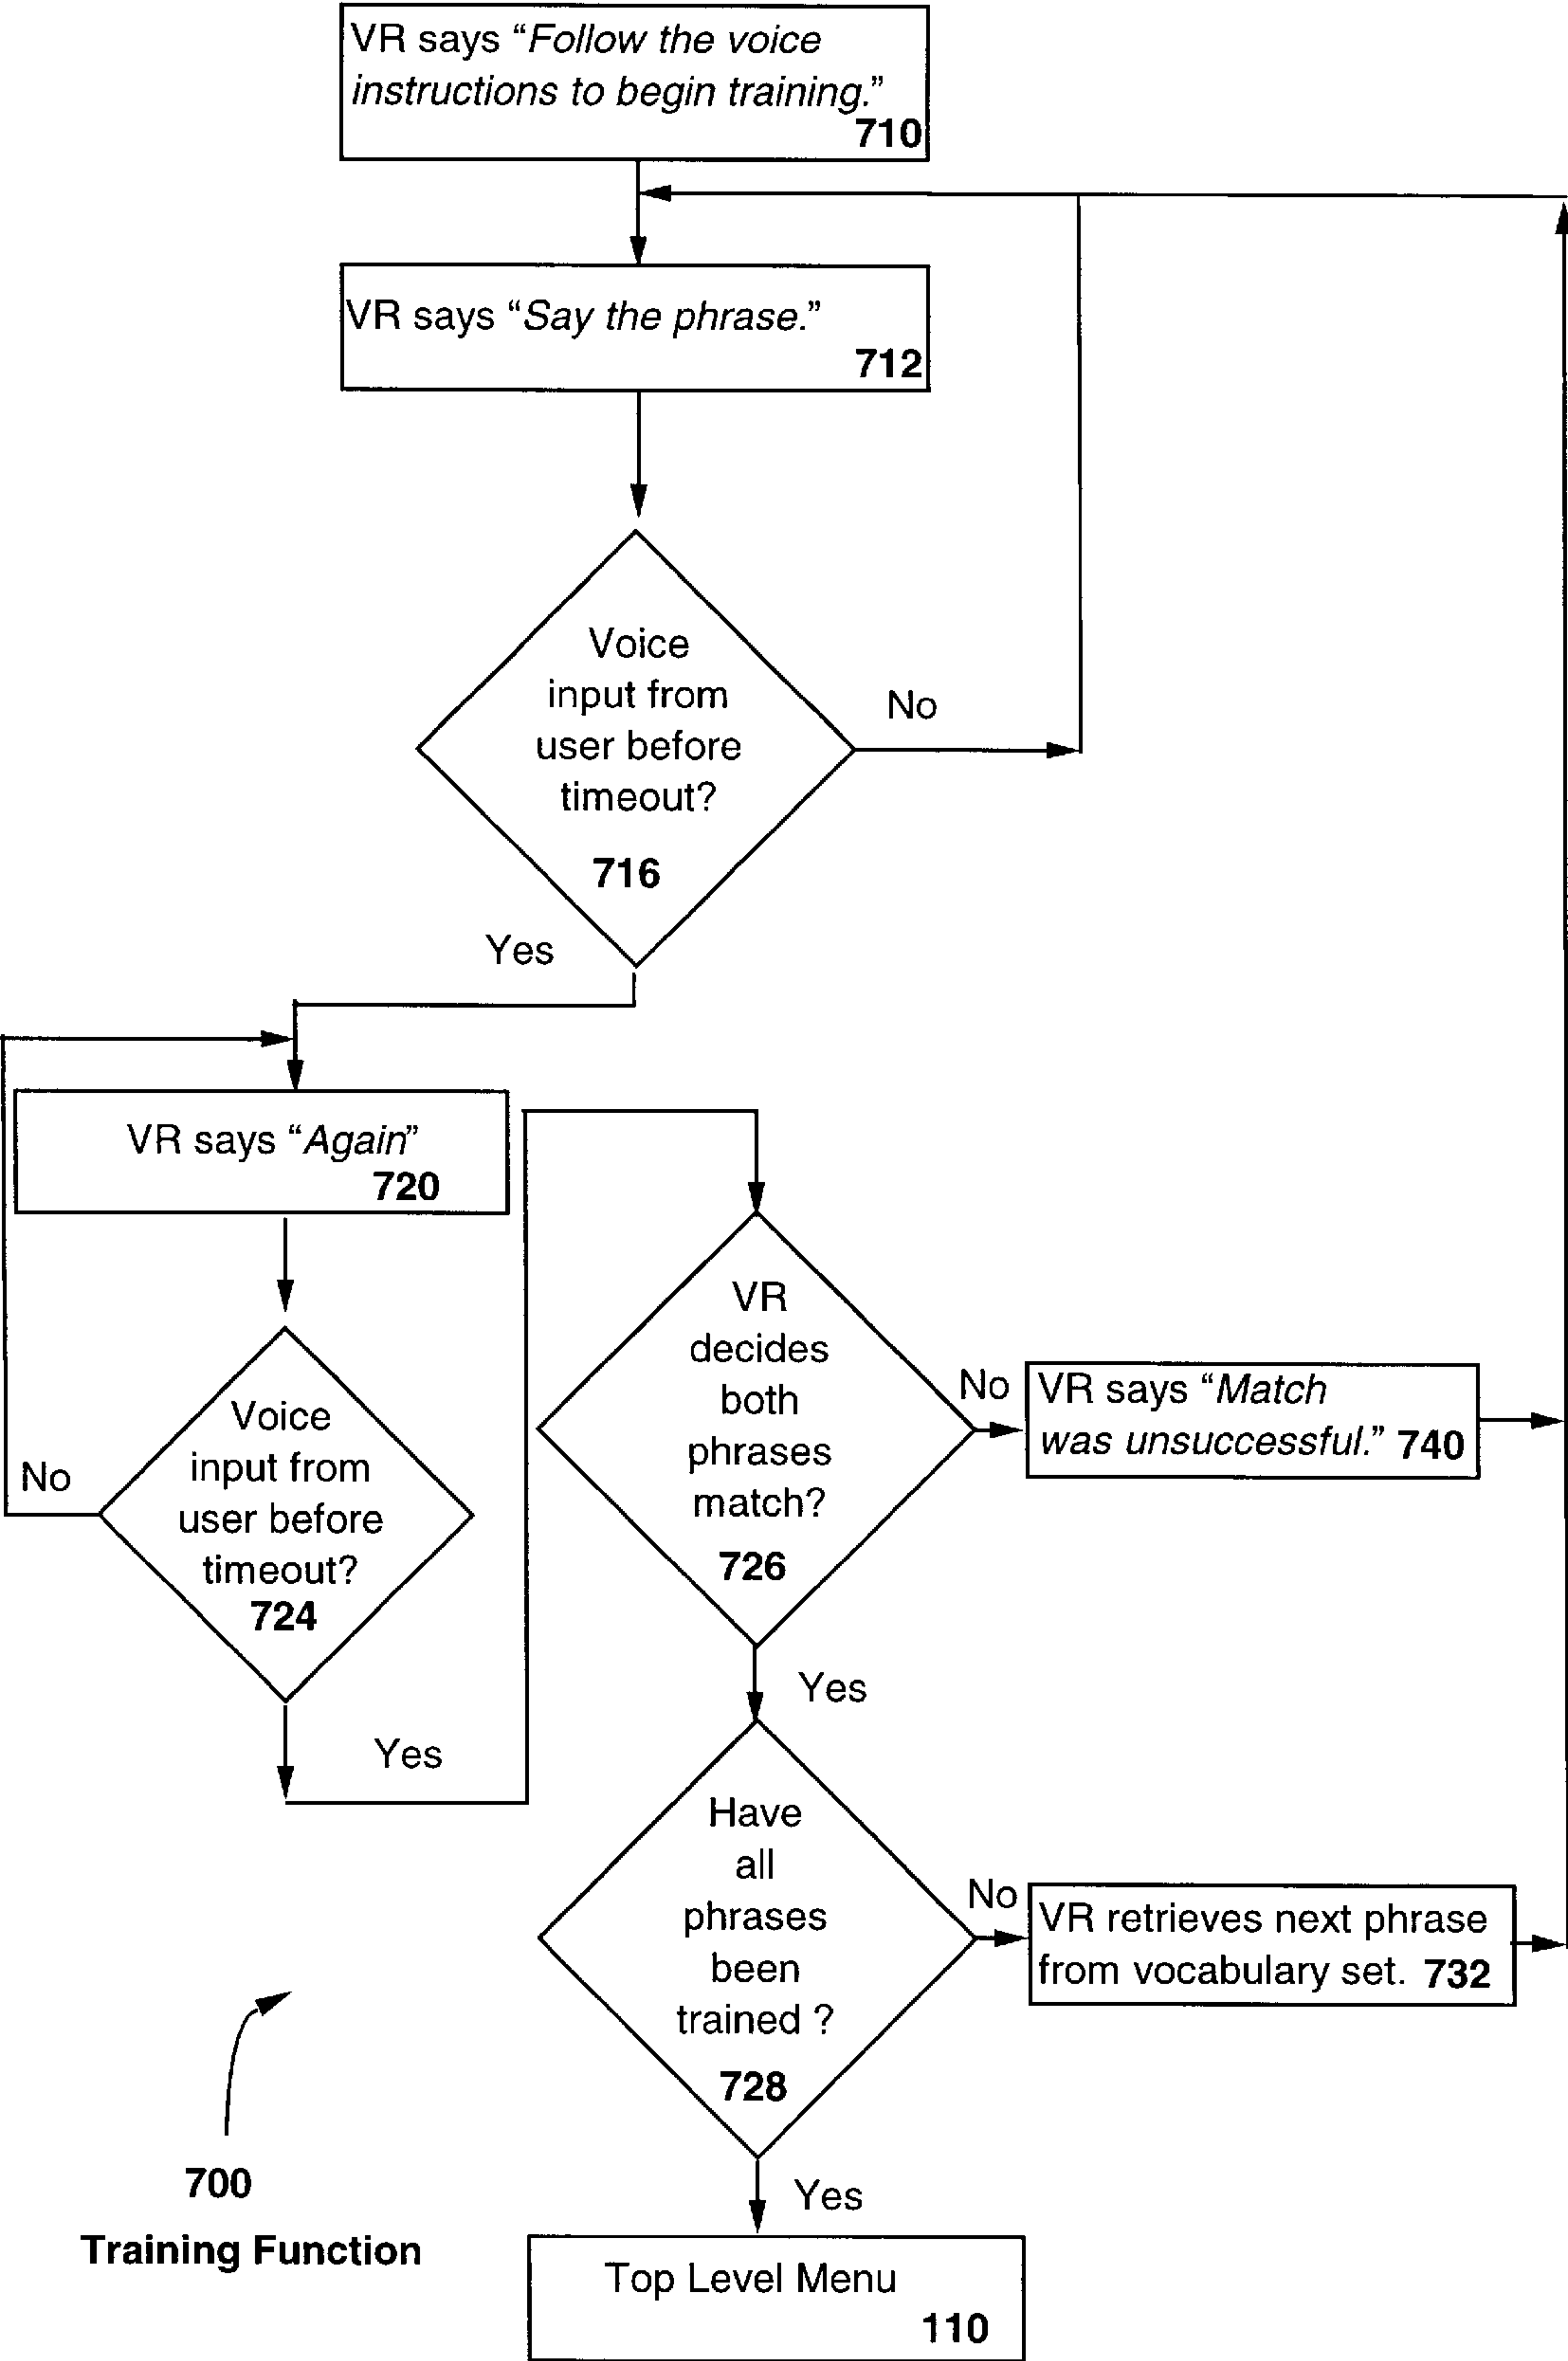 VR says “Follow the voice
instructions to begin training.”
710
VR says “Say the phrase.”
712
Voice
input from
user before
timeout?
716
No
Yes
VR says “Again”
720
Voice
input from
user before
timeout?
724
No
Yes
VR
decides
both
phrases
match?
726
No
VR says “Match
was unsuccessful.” 740
Yes
Have
all
phrases
been
trained ?
728
No
VR retrieves next phrase
from vocabulary set. 732
Yes
Top Level Menu
110
700
Training Function